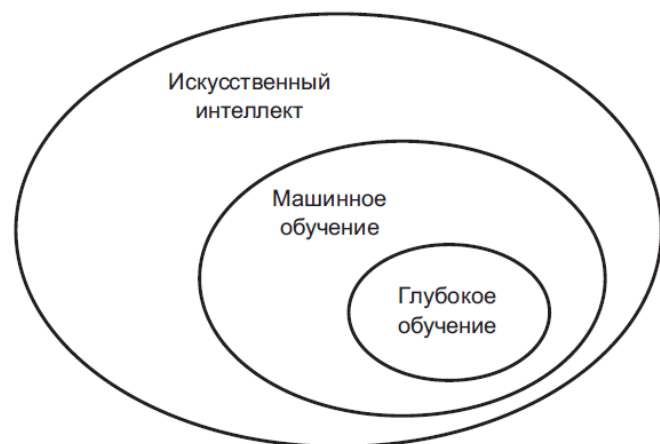 Искусственный
интеллект
Машинное
обучение
Глубокое
обучение